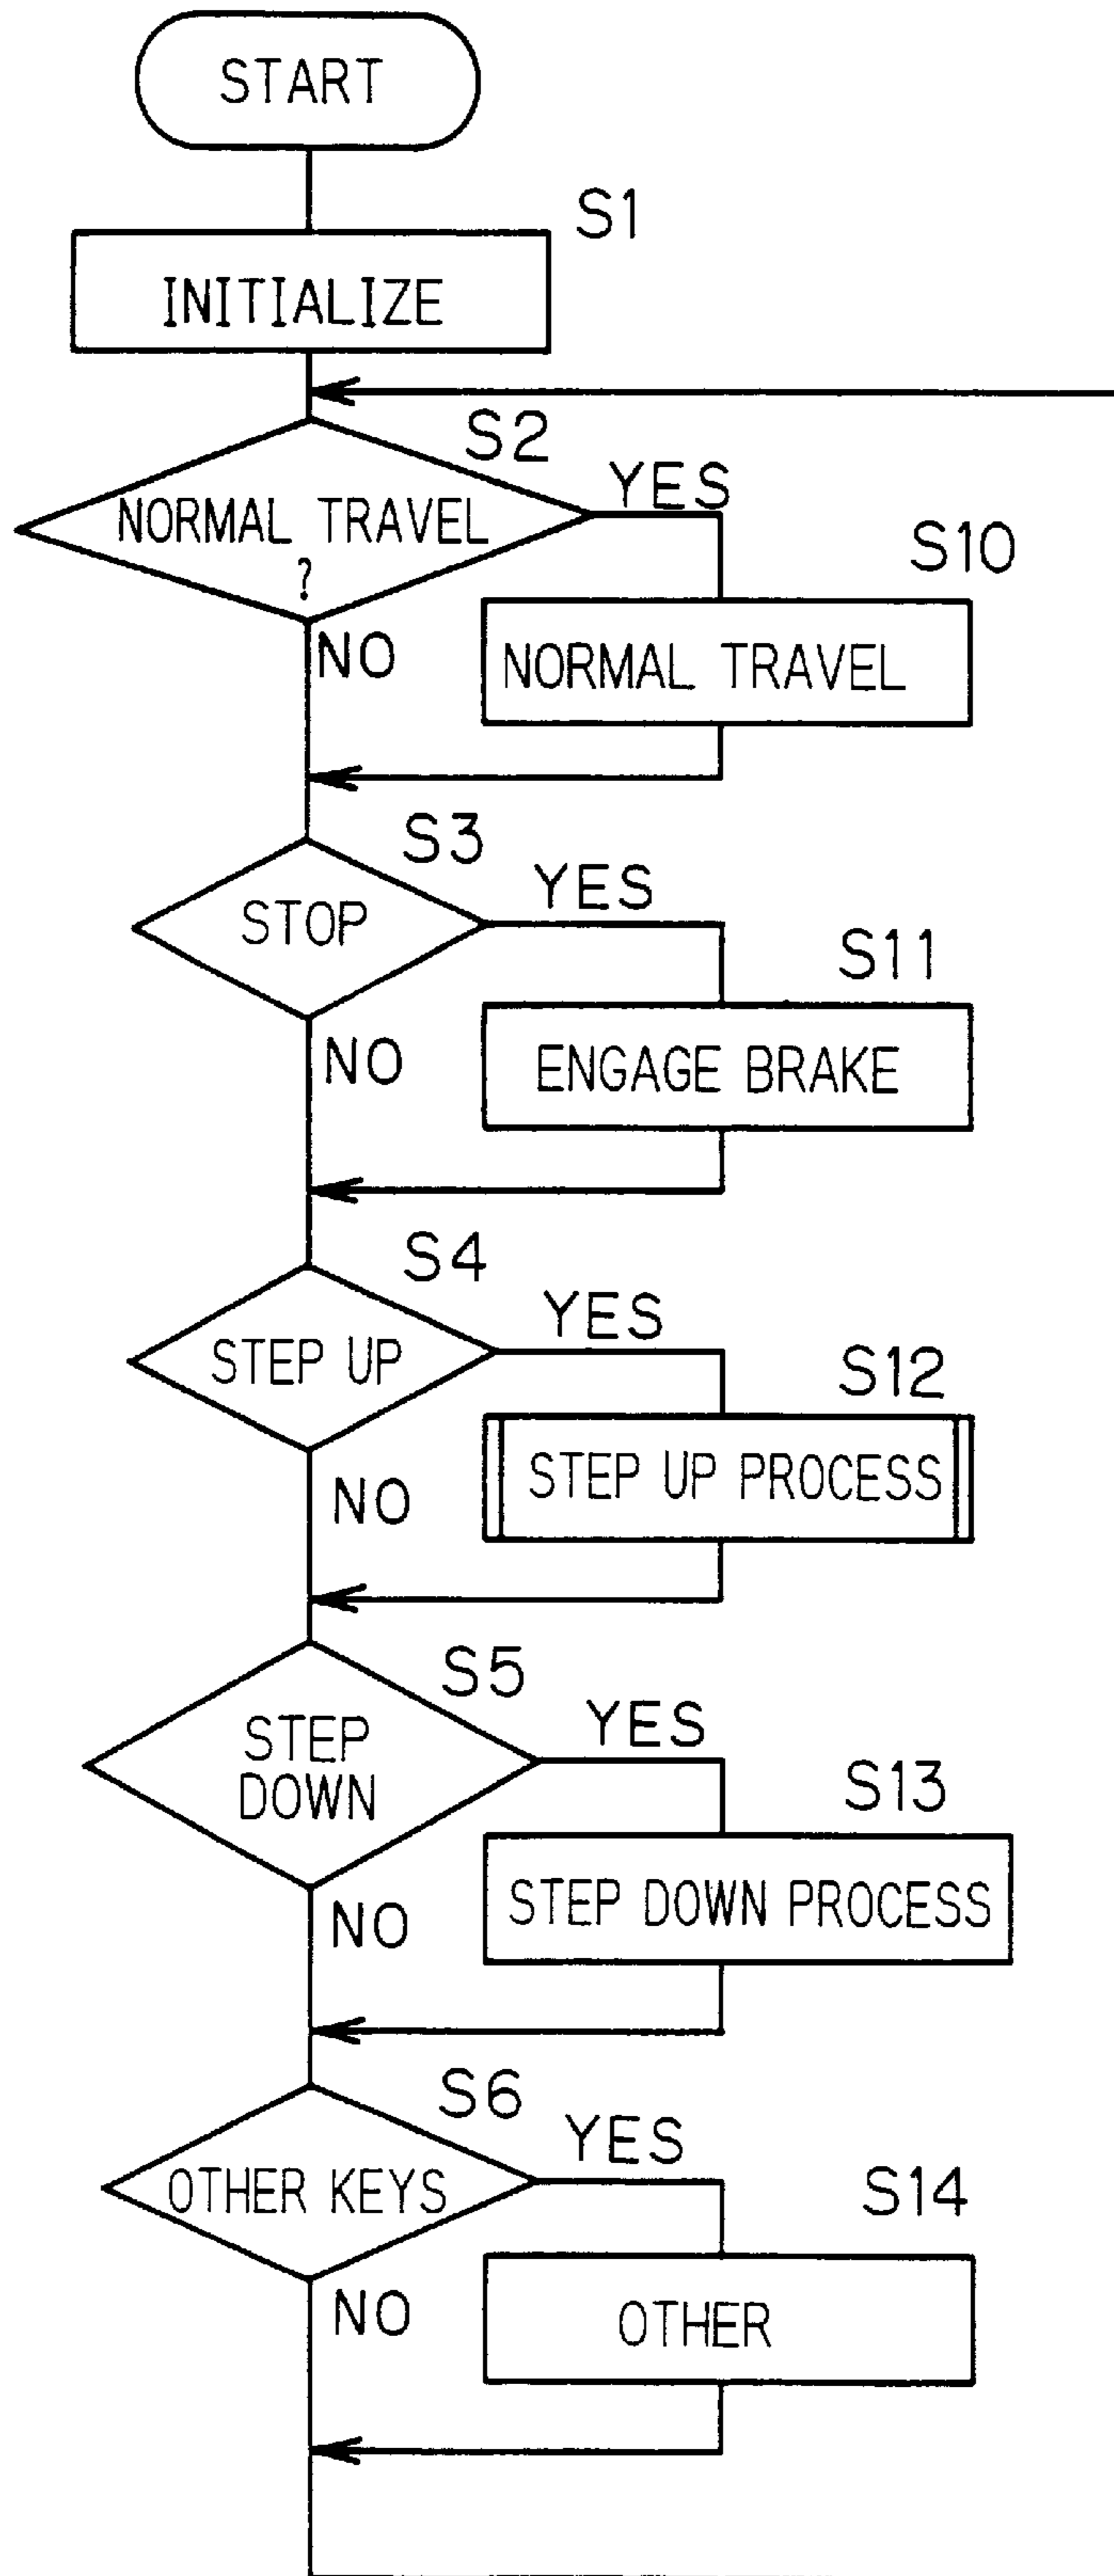 START
S1
INITIALIZE
S2
NORMAL TRAVEL
?
YES
S10
NO
NORMAL TRAVEL
S3
STOP
YES
S11
NO
ENGAGE BRAKE
S4
STEP UP
YES
S12
NO
STEP UP PROCESS
S5
STEP
DOWN
YES
S13
NO
STEP DOWN PROCESS
S6
OTHER KEYS
YES
S14
NO
OTHER